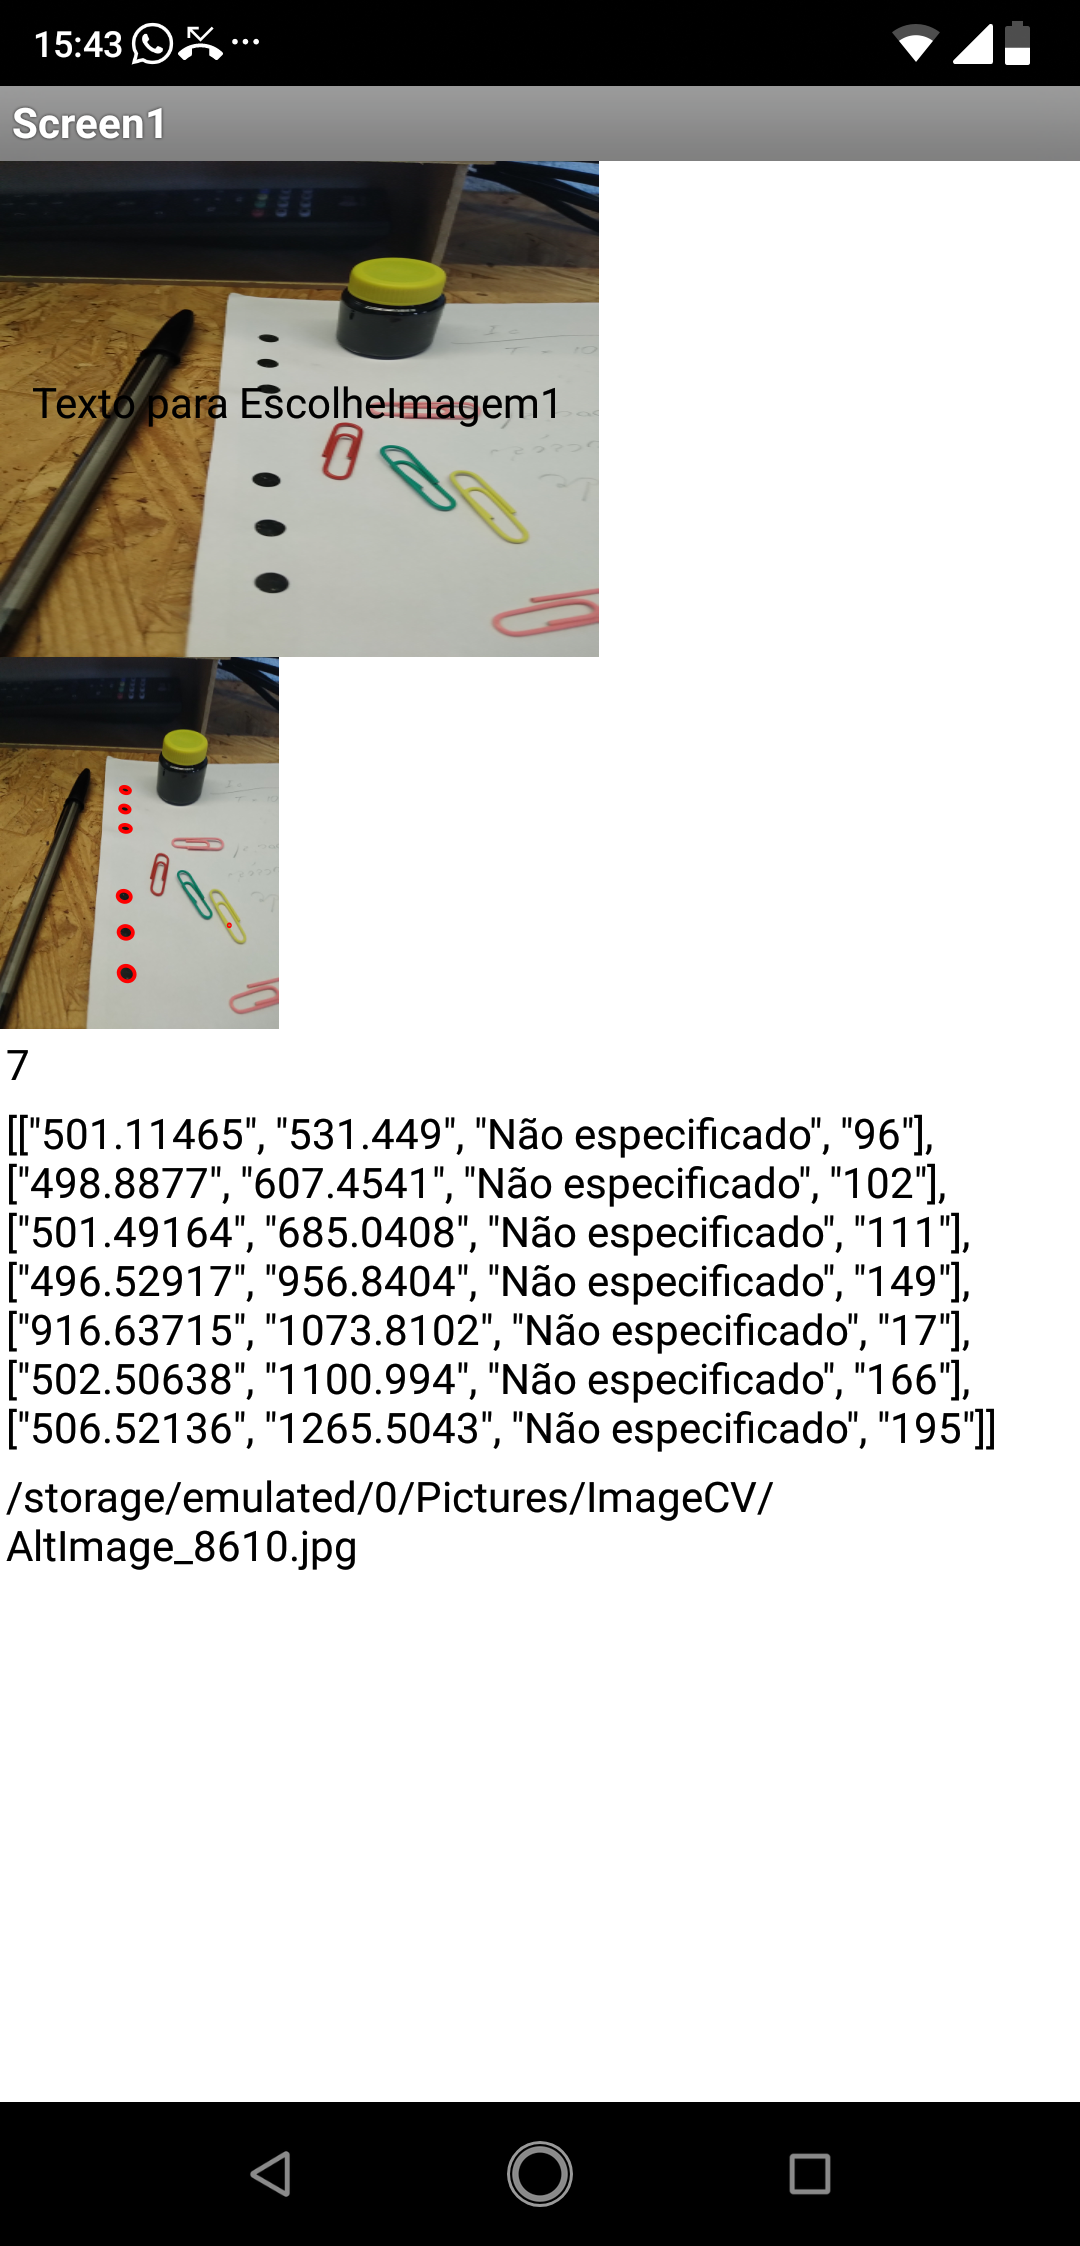 15:43
Screen1
Texto para EscolheImagem1
7
[["501.11465", "531.449", "Não especificado", "96"],
["498.8877", "607.4541", "Não especificado", "102"],
["501.49164", "685.0408", "Não especificado", "111"],
["496.52917", "956.8404", "Não especificado", "149"],
["916.63715", "1073.8102", "Não especificado", "17"],
["502.50638", "1100.994", "Não especificado", "166"],
["506.52136", "1265.5043", "Não especificado", "195"]]
/storage/emulated/0/Pictures/ImageCV/
AltImage_8610.jpg